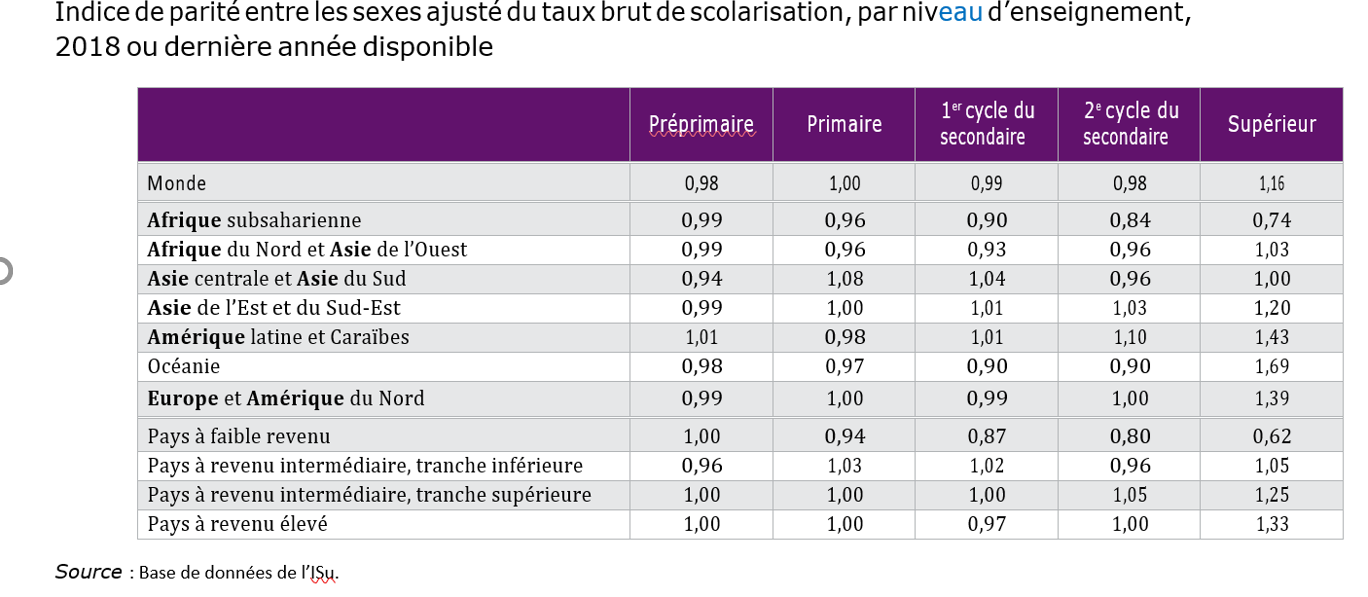 Indice de parité entre les sexes ajusté du taux brut de scolarisation, par niveau d’enseignement,
2018 ou dernière année disponible
Préprimaire Primaire 1er cycle du secondaire 2e cycle du secondaire Supérieur
Monde 0,98 1,00 0,99 0,98 1,16
Afrique subsaharienne 0,99 0,96 0,90 0,84 0,74
Afrique du Nord et Asie de l’Ouest 0,99 0,96 0,93 0,96 1,03
Asie centrale et Asie du Sud 0,94 1,08 1,04 0,96 1,00
Asie de l’Est et du Sud-Est 0,99 1,00 1,01 1,03 1,20
Amérique latine et Caraïbes 1,01 0,98 1,01 1,10 1,43
Océanie 0,98 0,97 0,90 0,90 1,69
Europe et Amérique du Nord 0,99 1,00 0,99 1,00 1,39
Pays à faible revenu 1,00 0,94 0,87 0,80 0,62
Pays à revenu intermédiaire, tranche inférieure 0,96 1,03 1,02 0,96 1,05
Pays à revenu intermédiaire, tranche supérieure 1,00 1,00 1,00 1,05 1,25
Pays à revenu élevé 1,00 1,00 0,97 1,00 1,33
Source : Base de données de l’ISu.